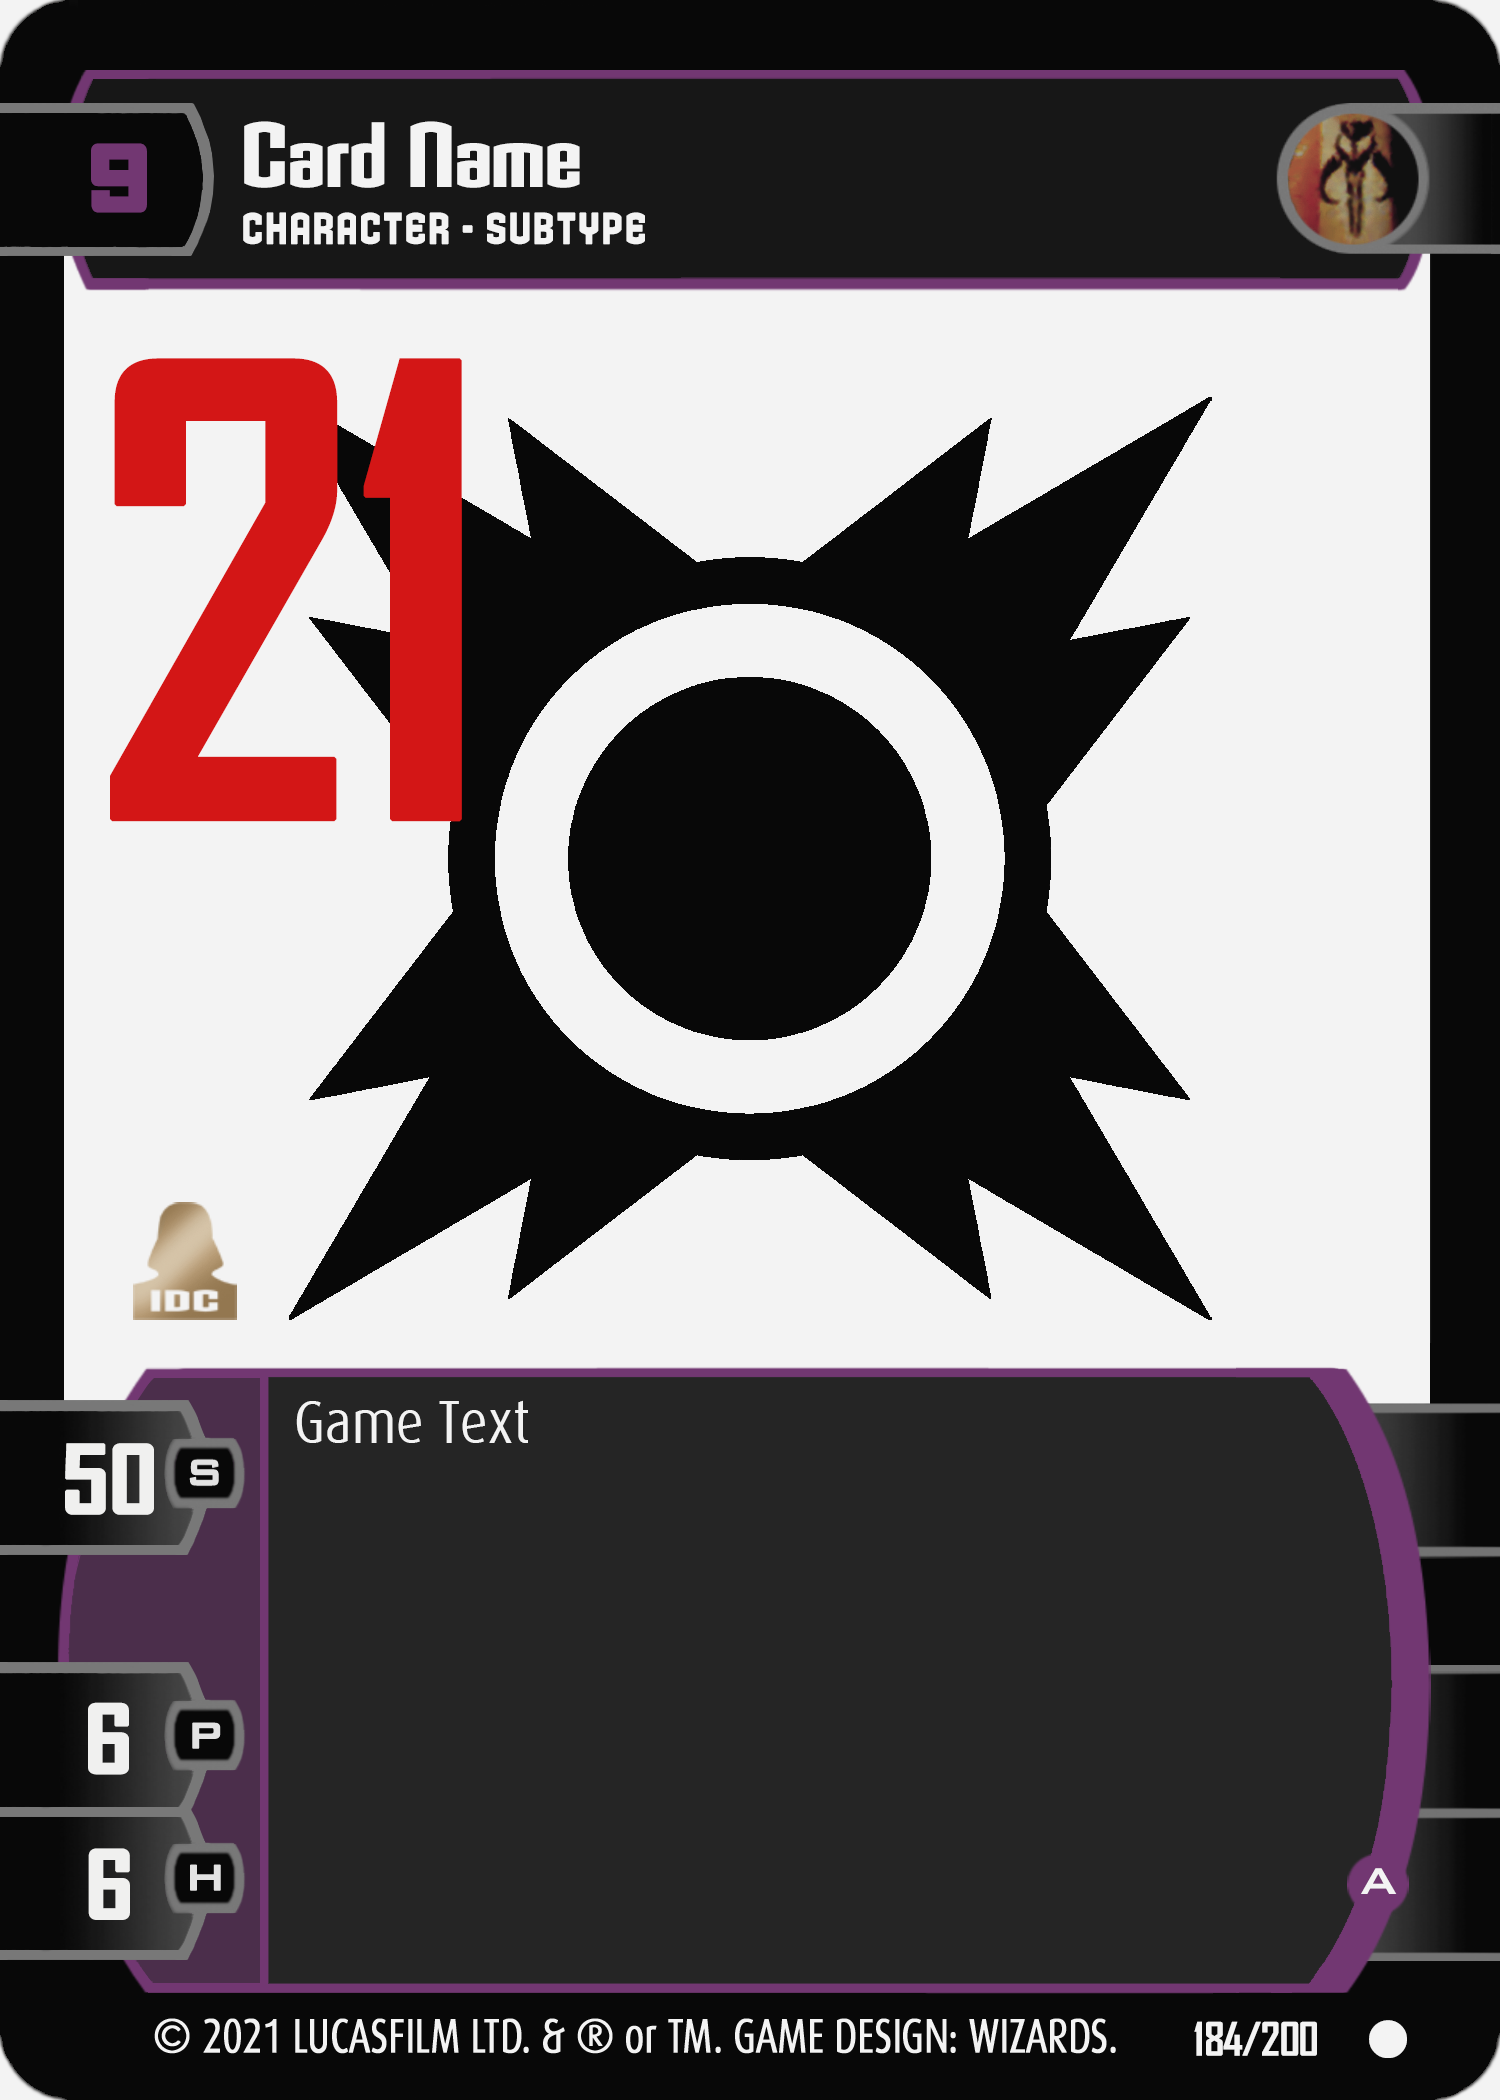 9
Card Name
CHARACTER - SUBTYPE
21
IDC
50 S
Game Text
6 P
6 H
A
© 2021 LUCASFILM LTD. & ® or TM. GAME DESIGN: WIZARDS.
184/200